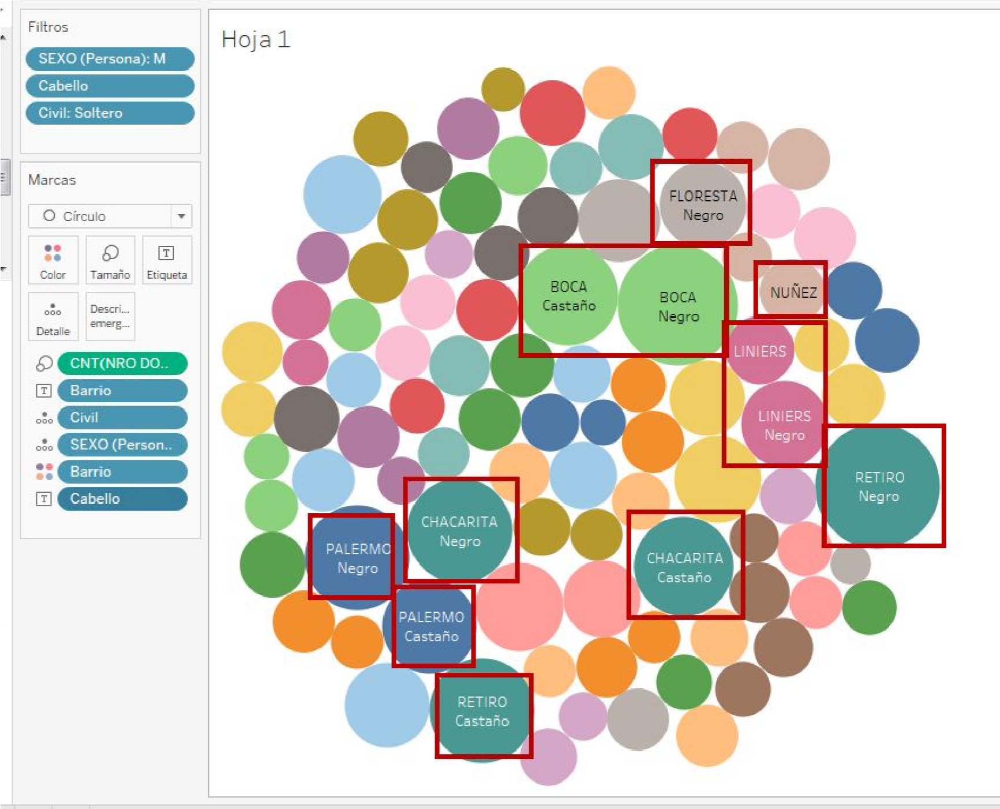 Filtros
SEXO (Persona): M
Cabello
Civil: Soltero
Marcas
Círculo
Color
Tamaño
T
Etiqueta
Detalle
Descri...
emerg...
CNT(NRO DO..
T
Barrio
Civil
SEXO (Person..
Barrio
T
Cabello
Hoja 1
FLORESTA
Negro
BOCA
Castaño
BOCA
Negro
NUÑEZ
LINIERS
LINIERS
Negro
RETIRO
Negro
CHACARITA
Negro
PALERMO
Negro
CHACARITA
Castaño
PALERMO
Castaño
RETIRO
Castaño